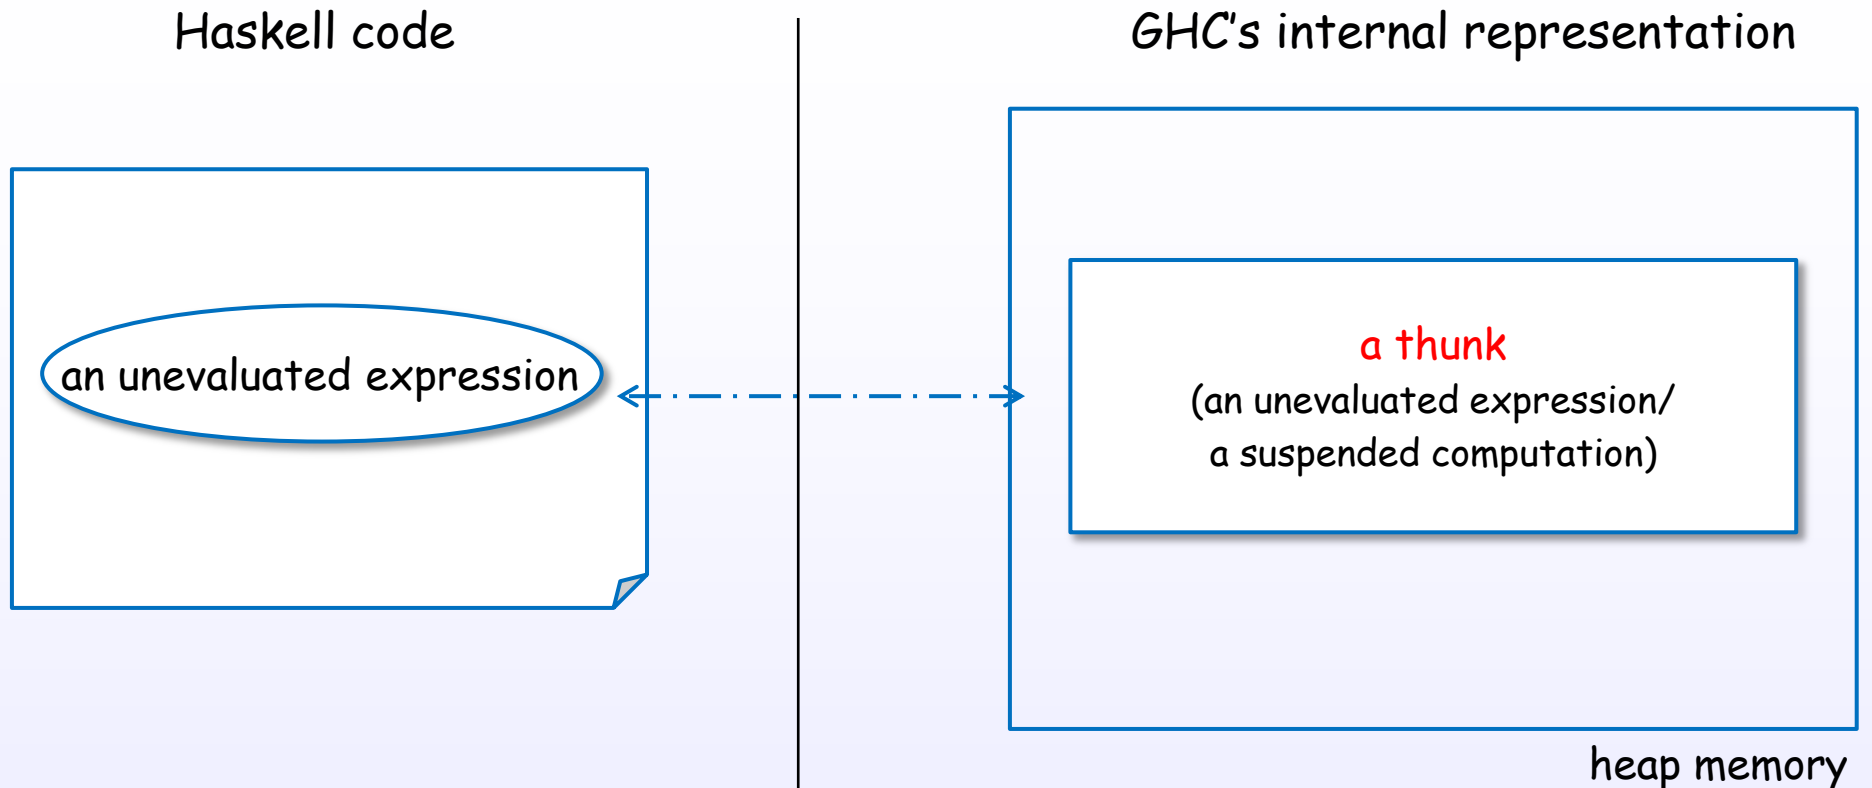 Haskell code
GHC's internal representation
an unevaluated expression
a thunk
(an unevaluated expression/
a suspended computation)
heap memory